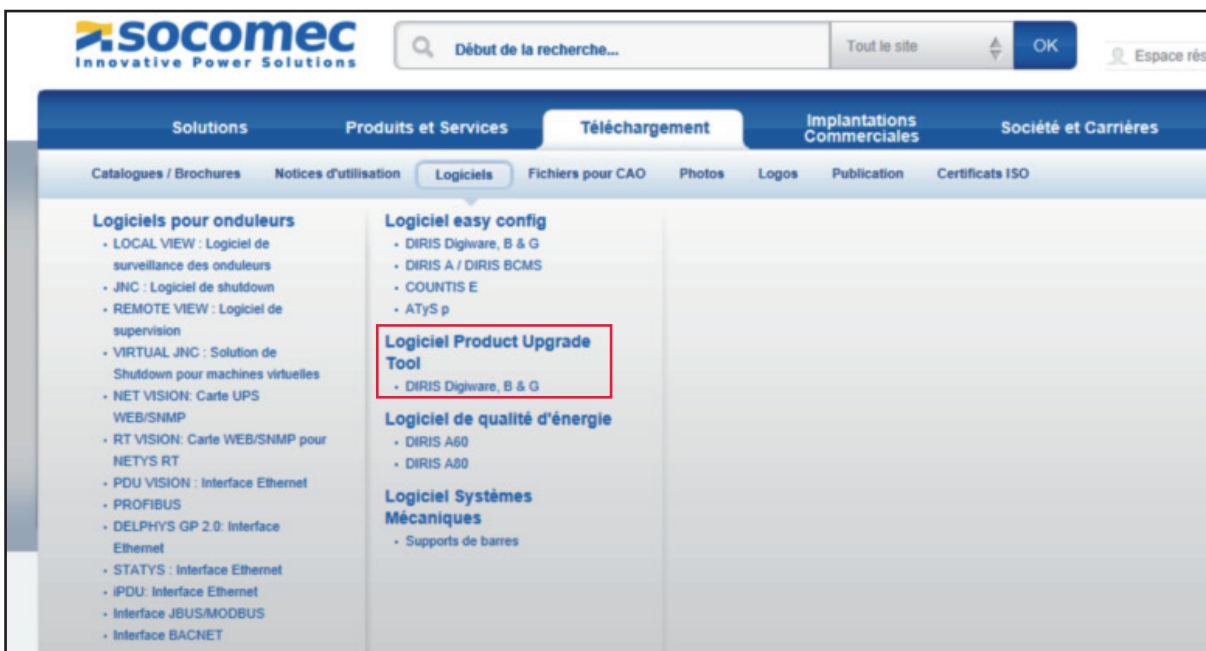 socomec
Innovative Power Solutions
Début de la recherche...
Tout le site
OK
Espace rés
Solutions
Produits et Services
Téléchargement
Implantations
Commerciales
Société et Carrières
Catalogues / Brochures
Notices d'utilisation
Logiciels
Fichiers pour CAO
Photos
Logos
Publication
Certificats ISO
Logiciels pour onduleurs
• LOCAL VIEW : Logiciel de
surveillance des onduleurs
• JNC : Logiciel de shutdown
• REMOTE VIEW : Logiciel de
supervision
• VIRTUAL JNC : Solution de
Shutdown pour machines virtuelles
• NET VISION: Carte UPS
WEB/SNMP
• RT VISION: Carte WEB/SNMP pour
NETYS RT
• PDU VISION : Interface Ethernet
• PROFIBUS
• DELPHYS GP 2.0: Interface
Ethernet
• STATYS : Interface Ethernet
• iPDU: Interface Ethernet
• Interface JBUS/MODBUS
• Interface BACNET
Logiciel easy config
• DIRIS Digiware, B & G
• DIRIS A / DIRIS BCMS
• COUNTIS E
• ATyS p
Logiciel Product Upgrade
Tool
• DIRIS Digiware, B & G
Logiciel de qualité d'énergie
• DIRIS A60
• DIRIS A80
Logiciel Systèmes
Mécaniques
• Supports de barres